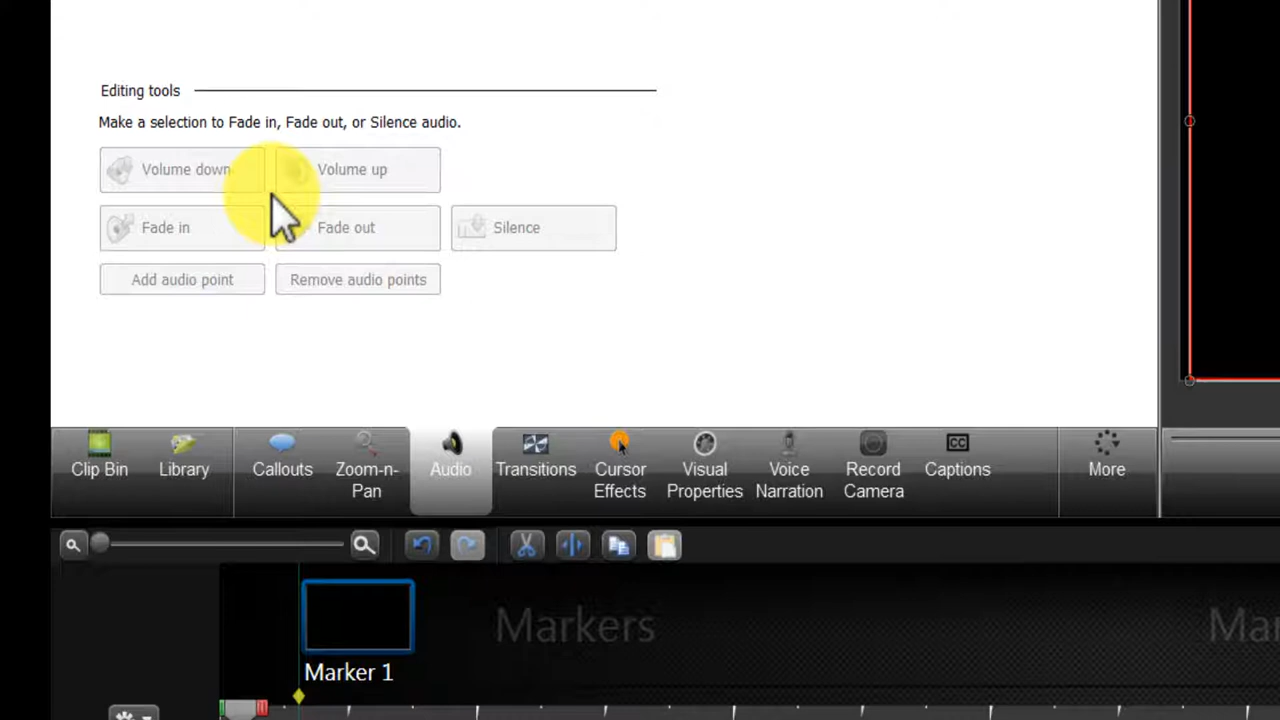 Editing tools
Make a selection to Fade in, Fade out, or Silence audio.
Volume down Volume up
Fade in Fade out Silence
Add audio point Remove audio points
Clip Bin Library Callouts Zoom-n-Pan Audio Transitions Cursor Effects Visual Properties Voice Narration Record Camera Captions More
Markers
Mar
Marker 1